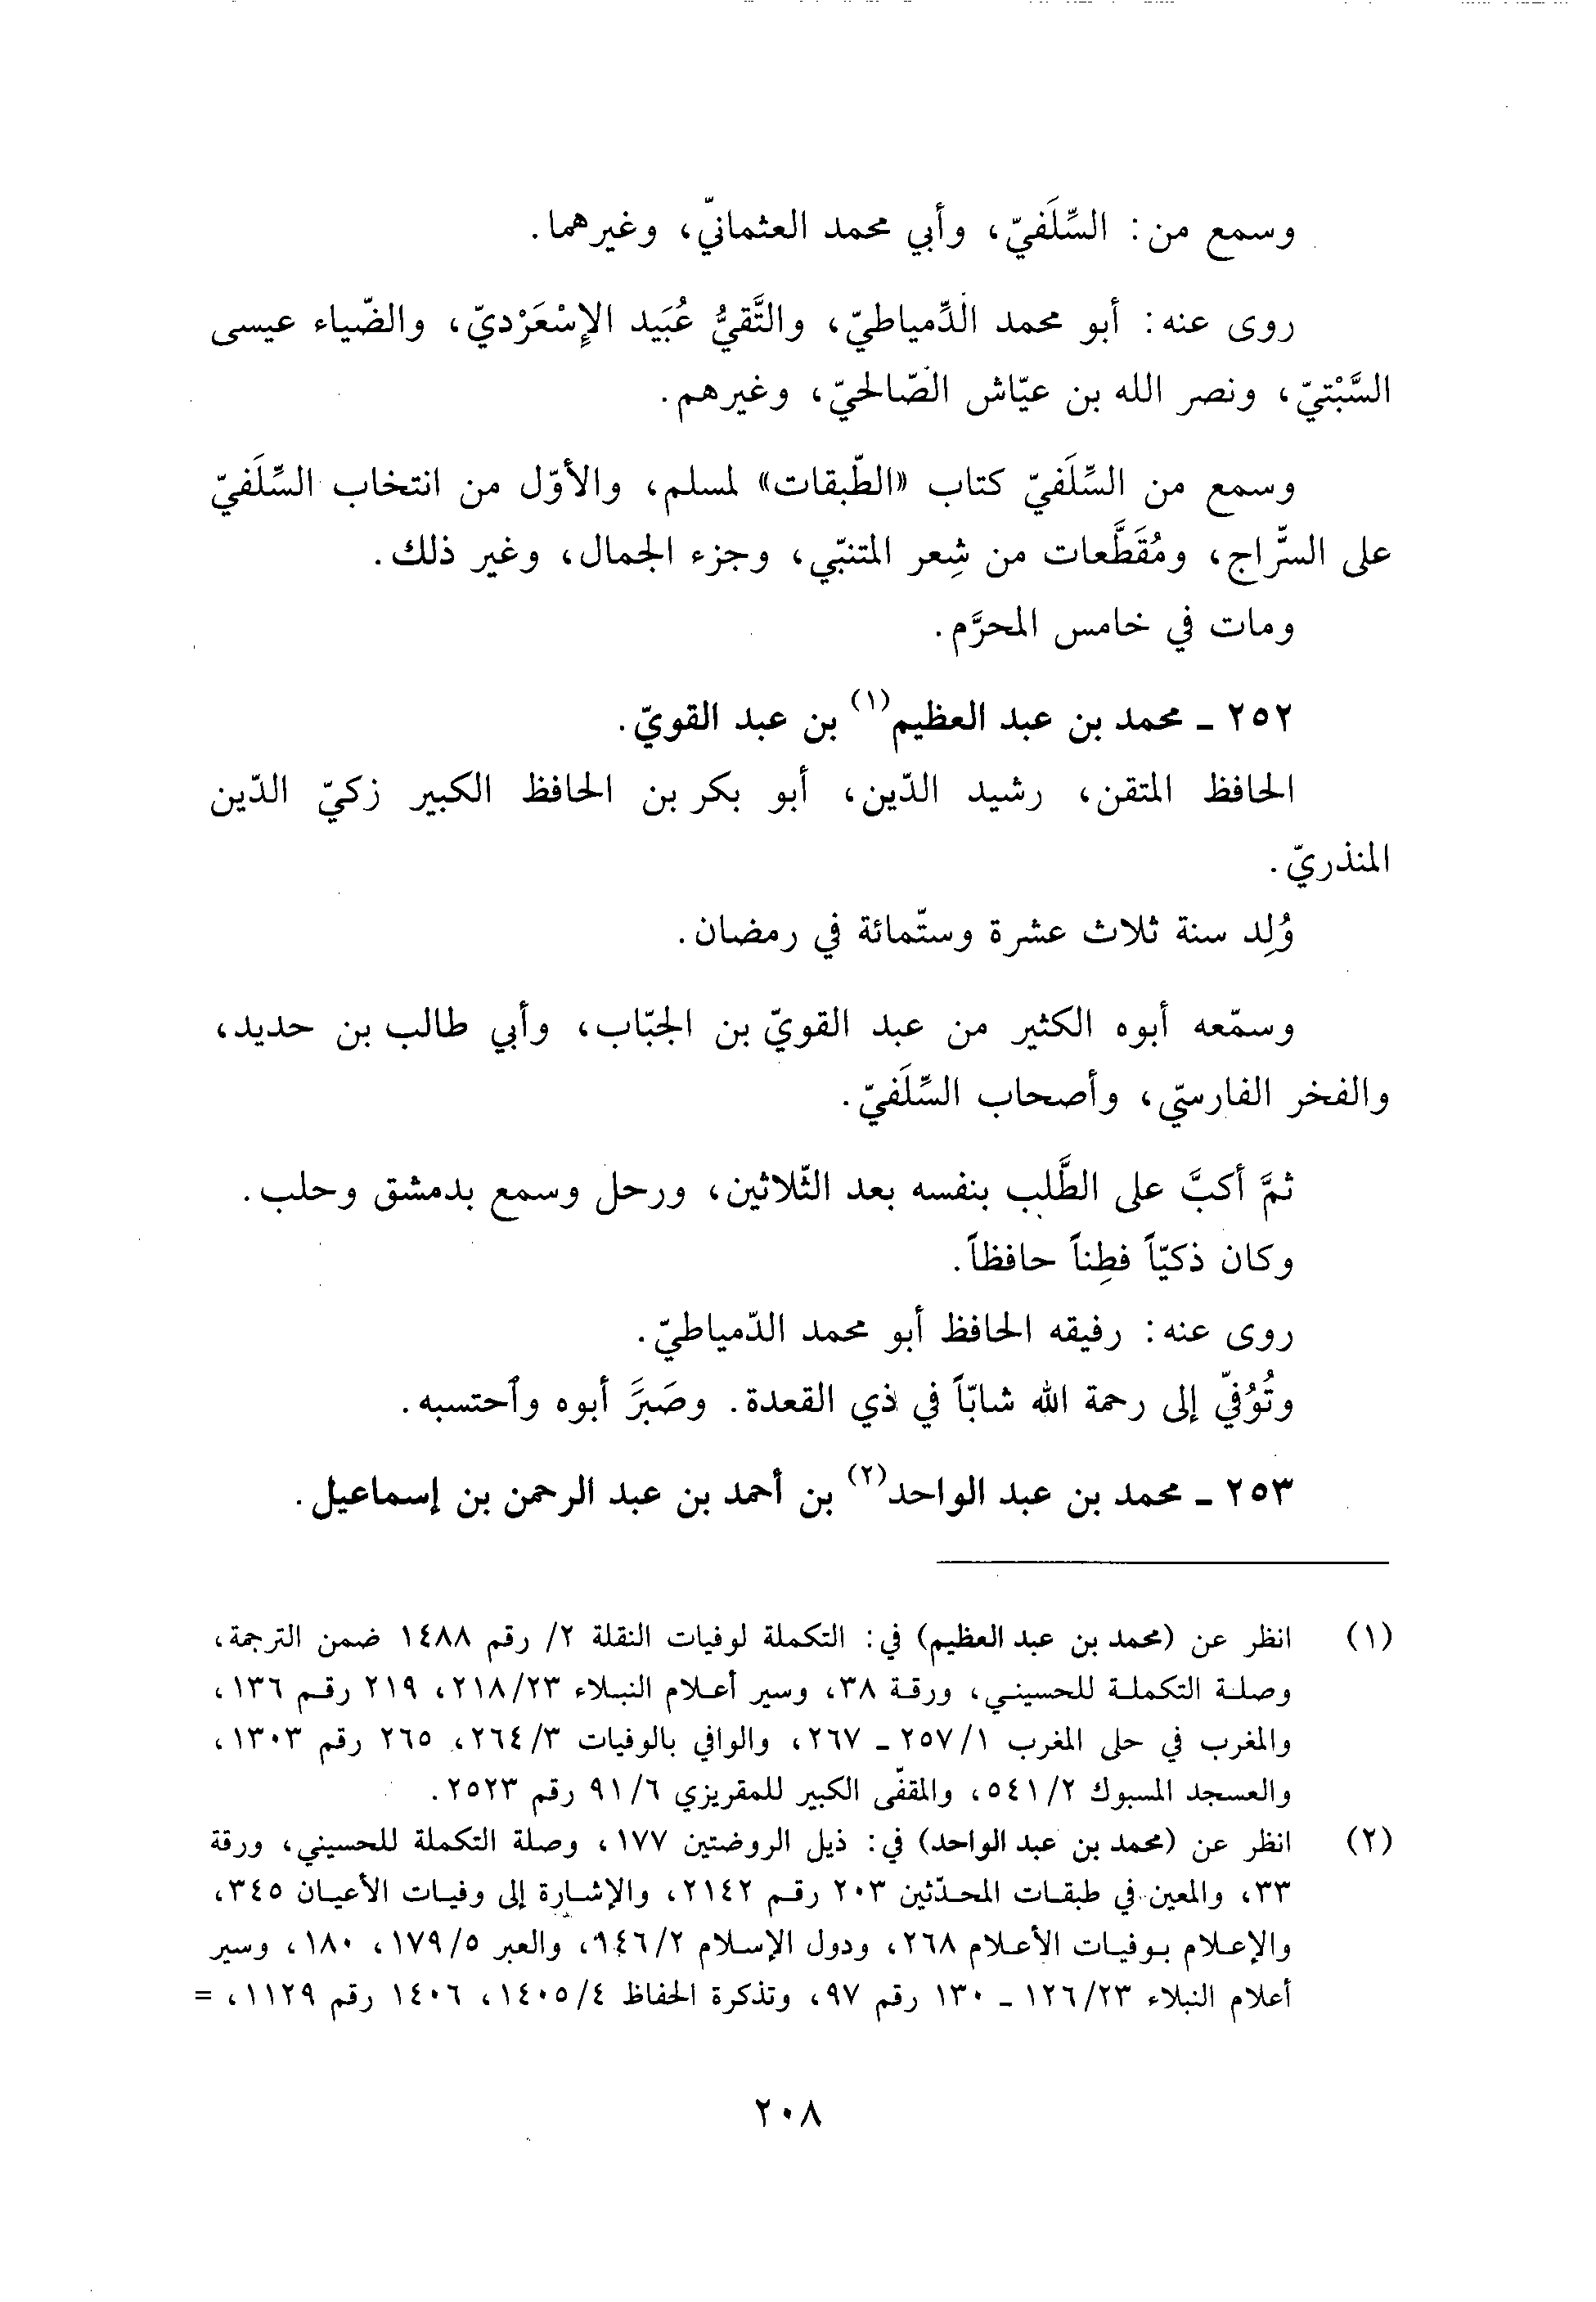 وسمع من: السِّلَفيّ، وأبي محمد العثمانيّ، وغيرهما.
روى عنه: أبو محمد الدِّمياطيّ، والتَّقيُّ عُبَيد الإِسْعَرْديّ، والضّياء عيسى
السَّبْتيّ، ونصر الله بن عيّاش الصّالحيّ، وغيرهم.
وسمع من السِّلَفيّ كتاب «الطّبقات» لمسلم، والأوّل من انتخاب السِّلَفيّ
على السرّاج، ومُقَطَّعات من شِعر المتنبّي، وجزء الجمال، وغير ذلك.
ومات في خامس المحرَّم.
٢٥٢ ـ محمد بن عبد العظيم(١) بن عبد القويّ.
الحافظ المتقن، رشيد الدّين، أبو بكر بن الحافظ الكبير زكيّ الدّين
المنذريّ.
وُلِد سنة ثلاث عشرة وستّمائة في رمضان.
وسمّعه أبوه الكثير من عبد القويّ بن الجبّاب، وأبي طالب بن حديد،
والفخر الفارسيّ، وأصحاب السِّلَفيّ.
ثمَّ أكبَّ على الطَّلب بنفسه بعد الثّلاثين، ورحل وسمع بدمشق وحلب.
وكان ذكيّاً فطِناً حافظاً.
روى عنه: رفيقه الحافظ أبو محمد الدّمياطيّ.
وتُوُفيّ إلى رحمة الله شابّاً في ذي القعدة. وصَبَرَ أبوه وٱحتسبه.
٢٥٣ ـ محمد بن عبد الواحد(٢) بن أحمد بن عبد الرحمن بن إسماعيل.
(١) انظر عن (محمد بن عبد العظيم) في: التكملة لوفيات النقلة ٢/ رقم ١٤٨٨ ضمن الترجمة،
وصلة التكملة للحسيني، ورقة ٣٨، وسير أعلام النبلاء ٢١٨/٢٣، ٢١٩ رقم ١٣٦،
والمغرب في حلى المغرب ٢٥٧/١ ـ ٢٦٧، والوافي بالوفيات ٢٦٤/٣، ٢٦٥ رقم ١٣٠٣،
والعسجد المسبوك ٥٤١/٢، والمقفّى الكبير للمقريزي ٩١/٦ رقم ٢٥٢٣.
(٢) انظر عن (محمد بن عبد الواحد) في: ذيل الروضتين ١٧٧، وصلة التكملة للحسيني، ورقة
٣٣، والمعين في طبقات المحدّثين ٢٠٣ رقم ٢١٤٢، والإشارة إلى وفيات الأعيان ٣٤٥،
والإعلام بوفيات الأعلام ٢٦٨، ودول الإسلام ٩٤٦/٢، والعبر ١٧٩/٥، ١٨٠، وسير
أعلام النبلاء ١٢٦/٢٣ ـ ١٣٠ رقم ٩٧، وتذكرة الحفاظ ١٤٠٥/٤، ١٤٠٦ رقم ١١٢٩، =
٢٠٨